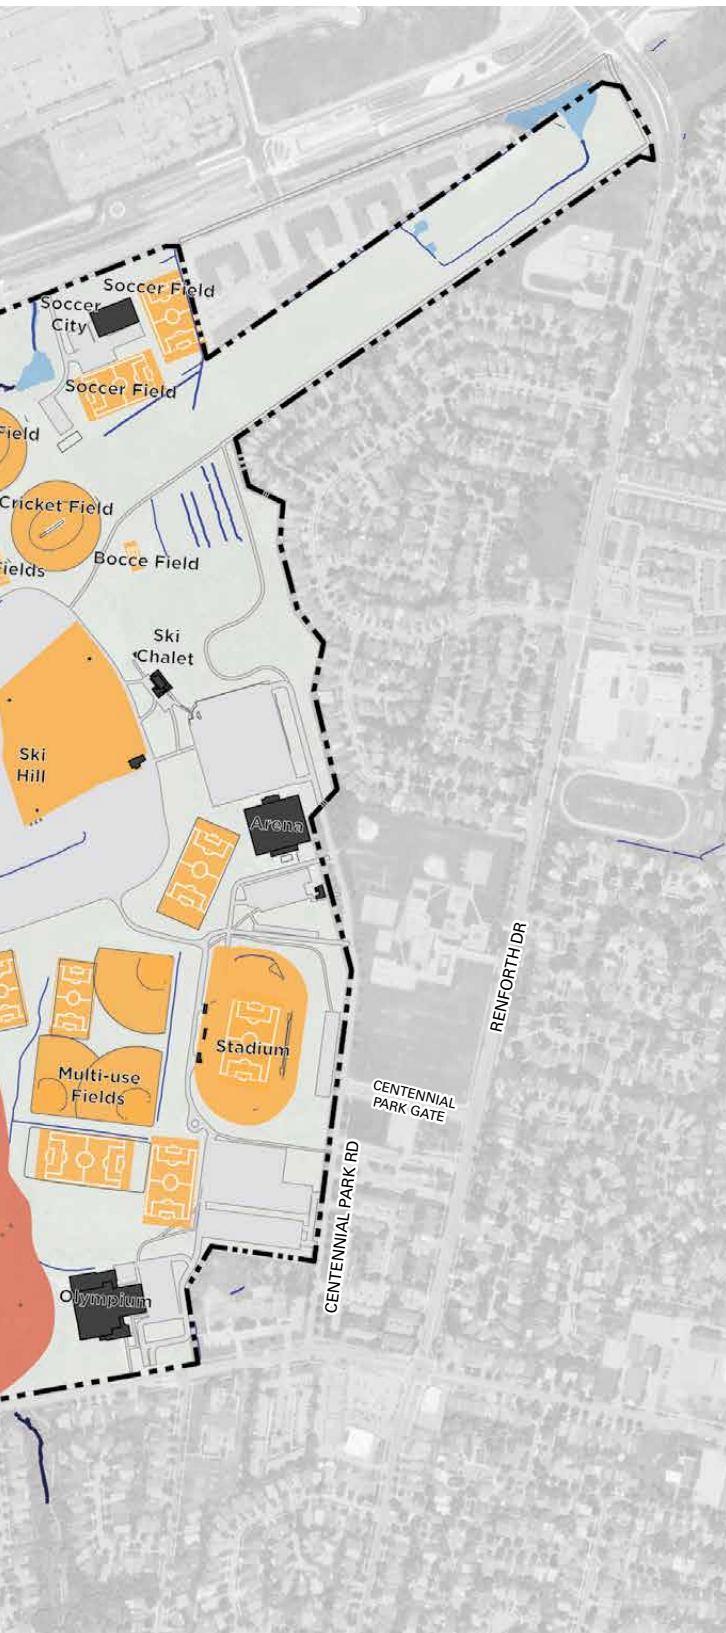 Soccer Field
Soccer
City
Soccer Field
Field
Cricket Field
Fields
Bocce Field
Ski
Chalet
Ski
Hill
Arena
RENFORTH DR
Stadium
Multi-use
Fields
CENTENNIAL
PARK GATE
CENTENNIAL PARK RD
Olympium